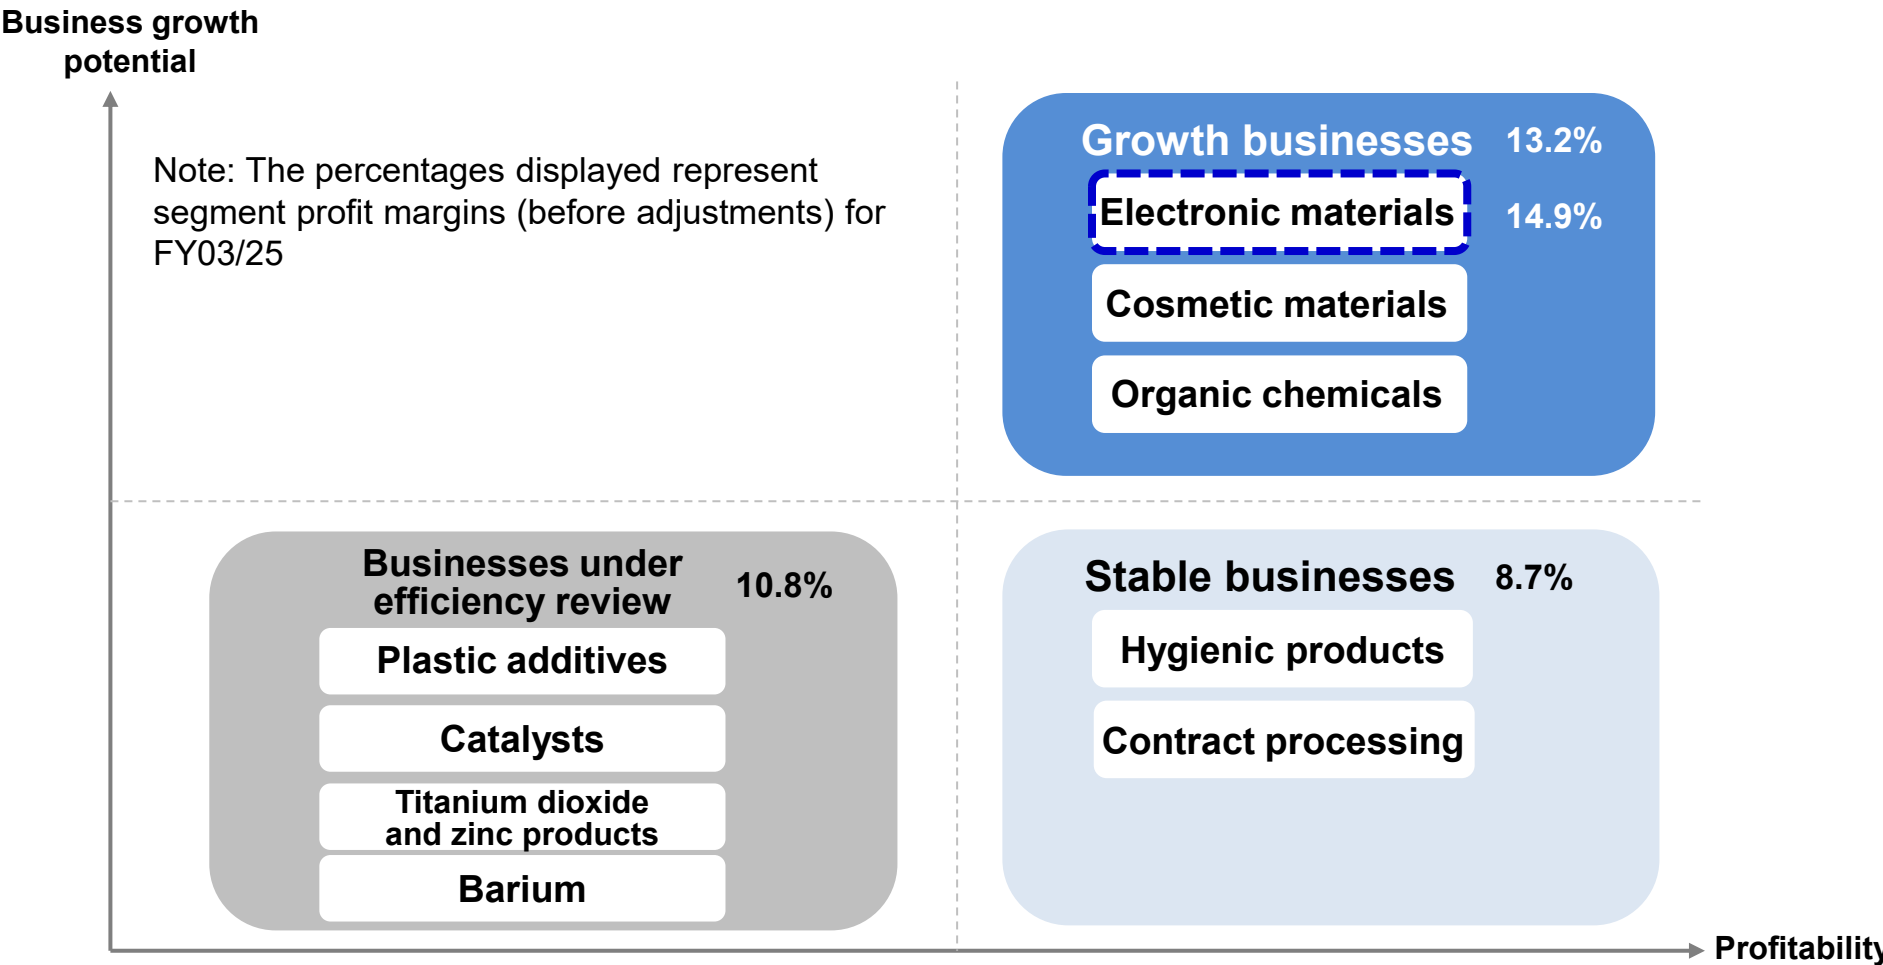 Business growth
potential
Note: The percentages displayed represent
segment profit margins (before adjustments) for
FY03/25
Growth businesses 13.2%
Electronic materials 14.9%
Cosmetic materials
Organic chemicals
Businesses under
efficiency review 10.8%
Plastic additives
Catalysts
Titanium dioxide
and zinc products
Barium
Stable businesses 8.7%
Hygienic products
Contract processing
Profitability